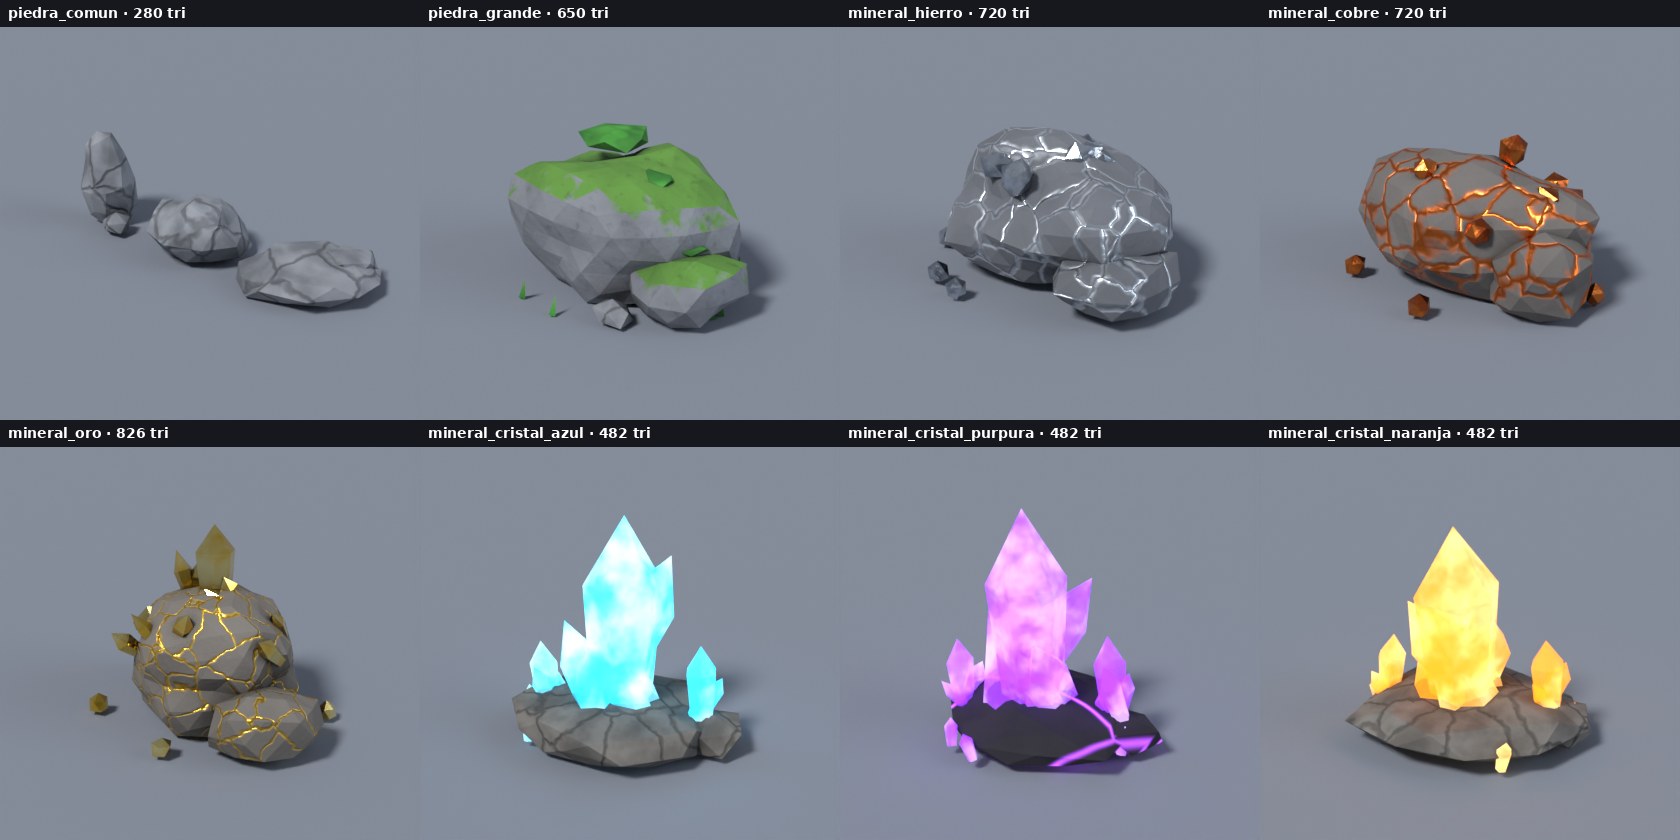 piedra_comun · 280 tri
piedra_grande · 650 tri
mineral_hierro · 720 tri
mineral_cobre · 720 tri
mineral_oro · 826 tri
mineral_cristal_azul · 482 tri
mineral_cristal_purpura · 482 tri
mineral_cristal_naranja · 482 tri